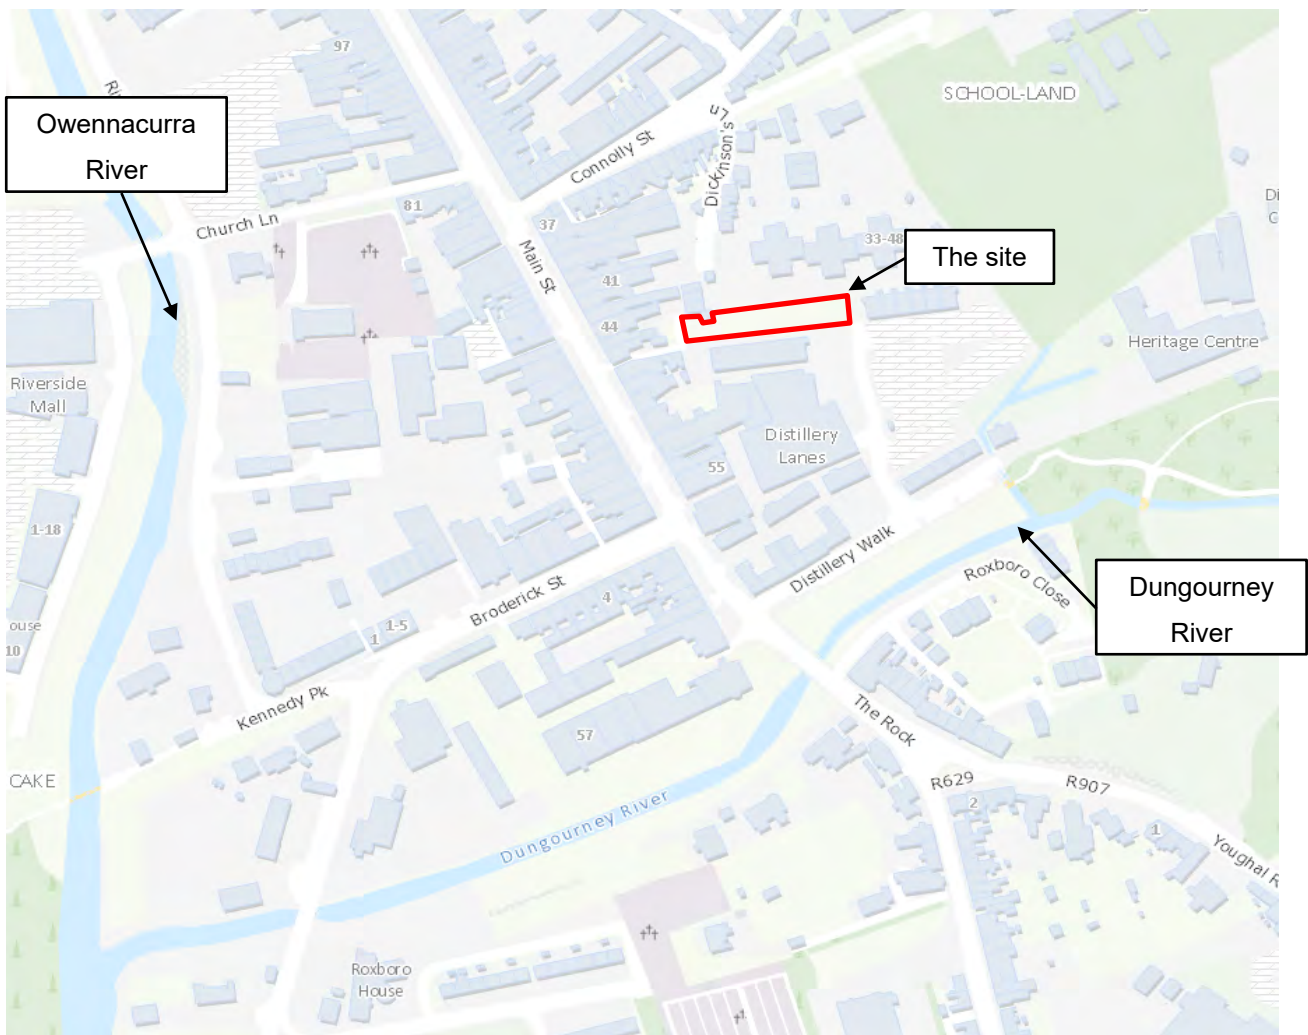 97
SCHOOL-LAND
Owennacurra
River
Connolly St
Dickinson's
Ln
Church Ln
81
37
Main St
33-48
The site
41
44
Heritage Centre
Riverside
Mall
Distillery
Lanes
55
1-18
Distillery Walk
Roxboro Close
Dungourney
River
Broderick St
4
1-5
1
10
Kennedy Pk
57
The Rock
CAKE
R629
R907
2
1
Dungourney River
Youghal R
Roxboro
House